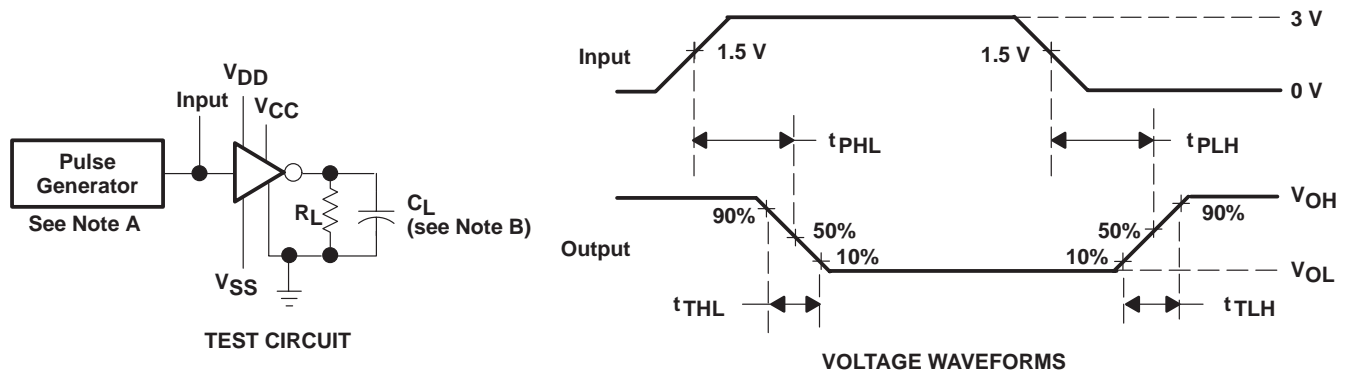 VDD
Input
VCC
Pulse
Generator
See Note A
RL
CL
(see Note B)
VSS
TEST CIRCUIT
3 V
Input
1.5 V
1.5 V
0 V
tPHL
tPLH
VOH
90%
90%
50%
50%
Output
10%
10%
VOL
tTHL
tTLH
VOLTAGE WAVEFORMS